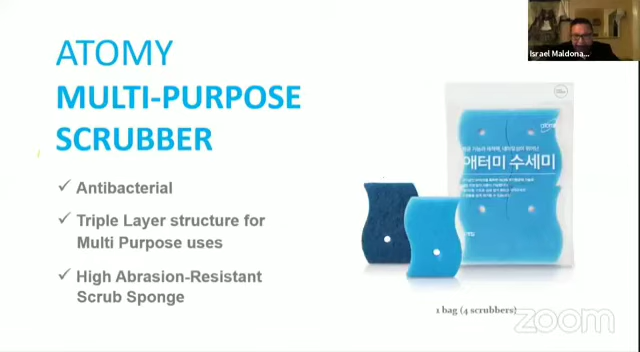 ATOMY
MULTI-PURPOSE
SCRUBBER
✓ Antibacterial
✓ Triple Layer structure for
Multi Purpose uses
✓ High Abrasion-Resistant
Scrub Sponge
애터미 수세미
1 bag (4 scrubbers)
zoom
Israel Maldona...